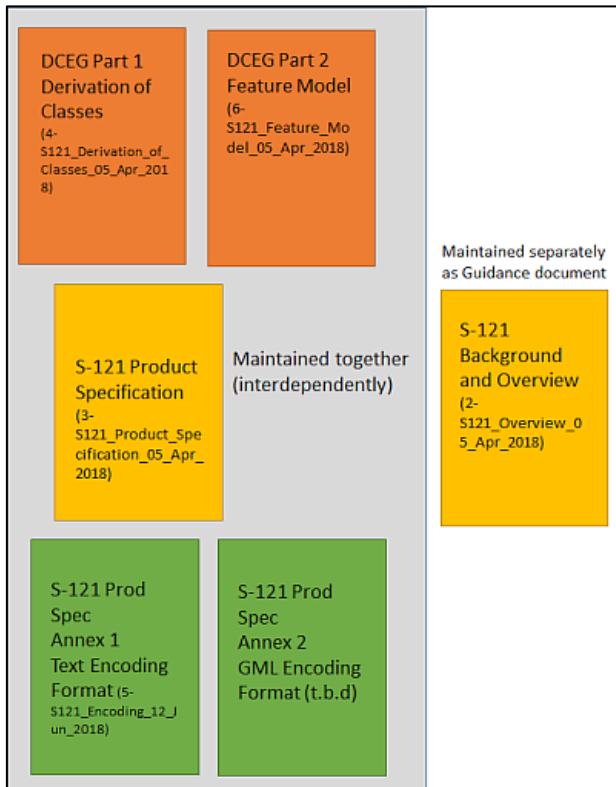 DCEG Part 1
Derivation of
Classes
(4-
S121_Derivation_of_
Classes_05_Apr_201
8)
DCEG Part 2
Feature Model
(6-
S121_Feature_Mo
del_05_Apr_2018)
Maintained separately
as Guidance document
S-121 Product
Specification
(3-
S121_Product_Spe
cification_05_Apr_
2018)
Maintained together
(interdependently)
S-121
Background
and Overview
(2-
S121_Overview_0
5_Apr_2018)
S-121 Prod
Spec
Annex 1
Text Encoding
Format (5-
S121_Encoding_12_J
un_2018)
S-121 Prod
Spec
Annex 2
GML Encoding
Format (t.b.d)